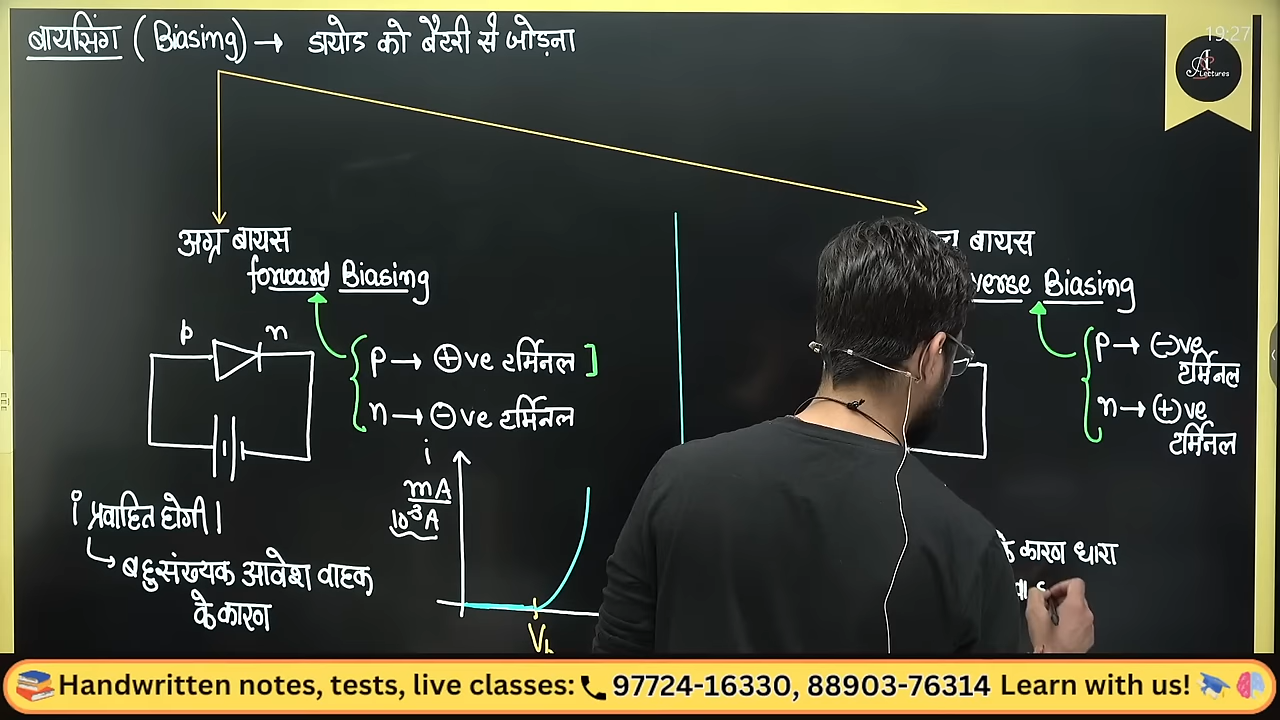 बायसिंग ( Biasing) → डायोड को बैटरी से जोड़ना
19:27
Lectures
अग्र बायस
forward Biasing
बायस
verse Biasing
p n
p → ⊕ve टर्मिनल ]
n → ⊖ve टर्मिनल
p → (-)ve
टर्मिनल
n → (+)ve
टर्मिनल
i
mA
10⁻³A
i प्रवाहित होगी।
बहुसंख्यक आवेश वाहक
के कारण
के कारण धारा
📚Handwritten notes, tests, live classes: 📞 97724-16330, 88903-76314 Learn with us! 🎓🧠